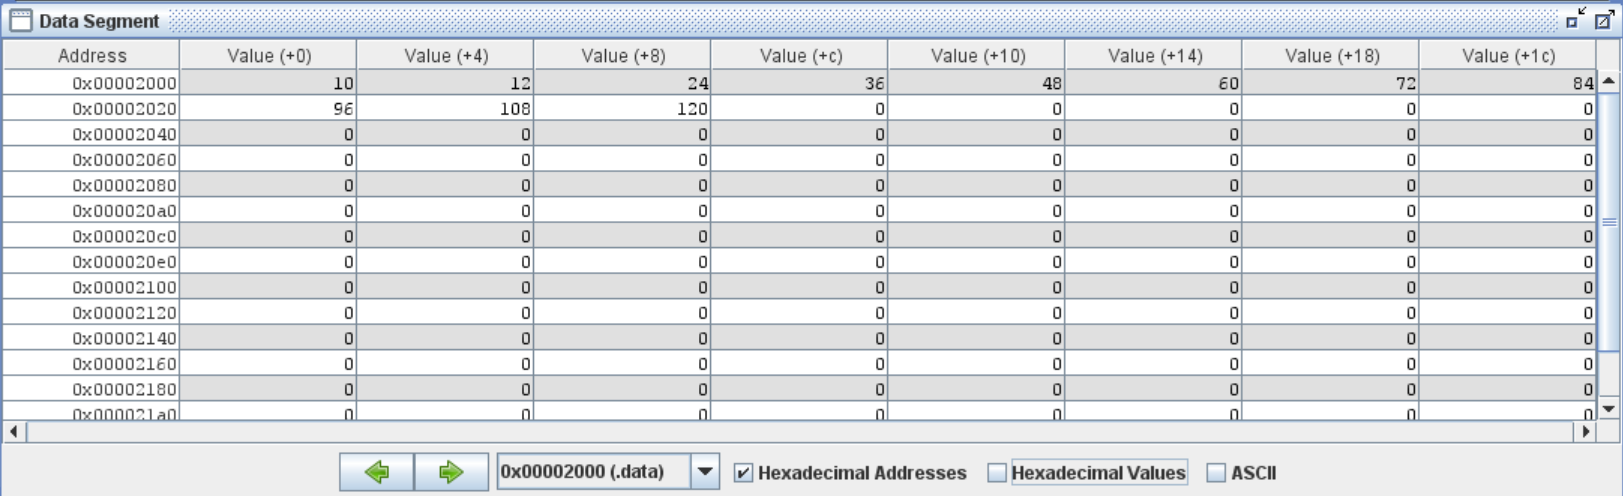 Data Segment
Address Value (+0) Value (+4) Value (+8) Value (+c) Value (+10) Value (+14) Value (+18) Value (+1c)
0x00002000 10 12 24 36 48 60 72 84
0x00002020 96 108 120 0 0 0 0 0
0x00002040 0 0 0 0 0 0 0 0
0x00002060 0 0 0 0 0 0 0 0
0x00002080 0 0 0 0 0 0 0 0
0x000020a0 0 0 0 0 0 0 0 0
0x000020c0 0 0 0 0 0 0 0 0
0x000020e0 0 0 0 0 0 0 0 0
0x00002100 0 0 0 0 0 0 0 0
0x00002120 0 0 0 0 0 0 0 0
0x00002140 0 0 0 0 0 0 0 0
0x00002160 0 0 0 0 0 0 0 0
0x00002180 0 0 0 0 0 0 0 0
0x000021a0 0 0 0 0 0 0 0 0
0x00002000 (.data) Hexadecimal Addresses Hexadecimal Values ASCII